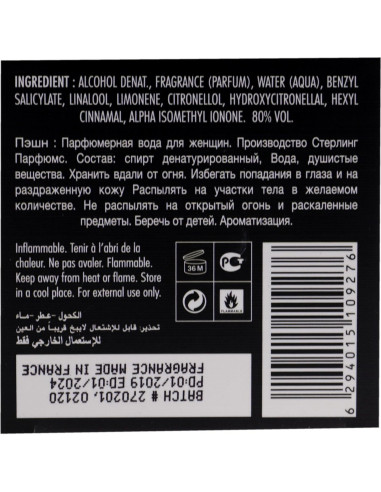 INGREDIENT : ALCOHOL DENAT., FRAGRANCE (PARFUM), WATER (AQUA), BENZYL
SALICYLATE, LINALOOL, LIMONENE, CITRONELLOL, HYDROXYCITRONELLAL, HEXYL
CINNAMAL, ALPHA ISOMETHYL IONONE. 80% VOL.
Пэшн : Парфюмерная вода для женщин. Производство Стерлинг
Парфюмс. Состав: спирт денатурированный, Вода, душистые
вещества. Хранить вдали от огня. Избегать попадания в глаза и на
раздраженную кожу Распылять на участки тела в желаемом
количестве. Не распылять на открытый огонь и раскаленные
предметы. Беречь от детей. Ароматизация.
Inflammable. Tenir à l'abri de la
chaleur. Ne pas avaler. Flammable.
Keep away from heat or flame. Store
in a cool place. For external use only.
الكحول - عطر - ماء
تحذير: قابل للاشتعال لايبخ قريباً من العين
للإستعمال الخارجي فقط
36 M
PG
FLAMMABLE
6 294015 109276
BATCH # 270201, 02120
PD:01/2019 ED:01/2024
FRAGRANCE MADE IN FRANCE